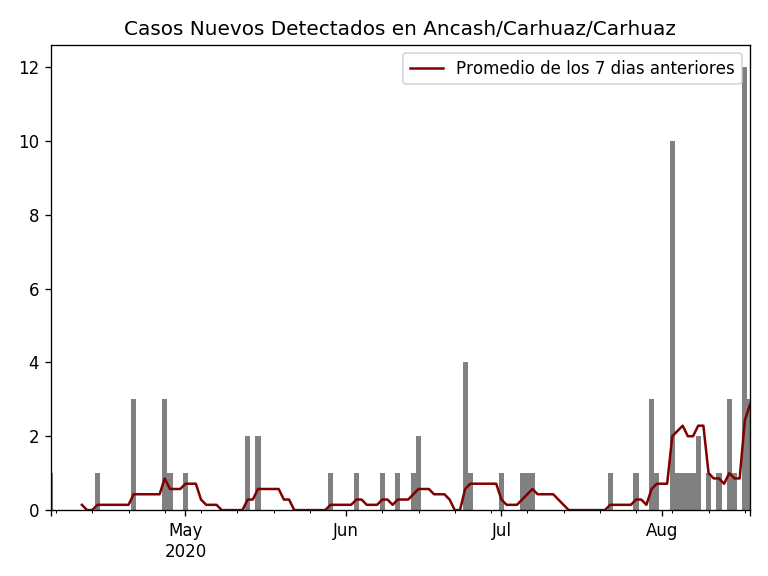 Casos Nuevos Detectados en Ancash/Carhuaz/Carhuaz
Promedio de los 7 dias anteriores
12
10
8
6
4
2
0
May
2020
Jun
Jul
Aug